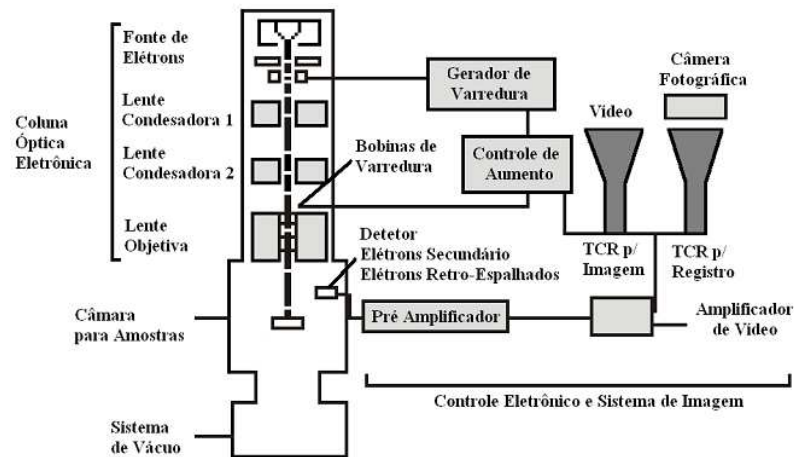 Fonte de
Elétrons
Lente
Condesadora 1
Coluna
Óptica
Eletrônica
Lente
Condesadora 2
Lente
Objetiva
Câmara
para Amostras
Sistema
de Vácuo
Bobinas de
Varredura
Detetor
Elétrons Secundário
Elétrons Retro-Espalhados
Gerador de
Varredura
Controle de
Aumento
Vídeo
Câmera
Fotográfica
TCR p/
Imagem
TCR p/
Registro
Pré Amplificador
Amplificador
de Vídeo
Controle Eletrônico e Sistema de Imagem